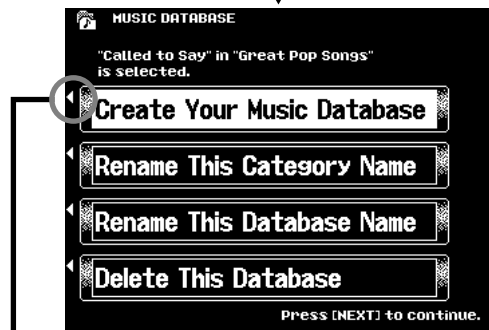 MUSIC DATABASE
"Called to Say" in "Great Pop Songs"
is selected.
Create Your Music Database
Rename This Category Name
Rename This Database Name
Delete This Database
Press [NEXT] to continue.